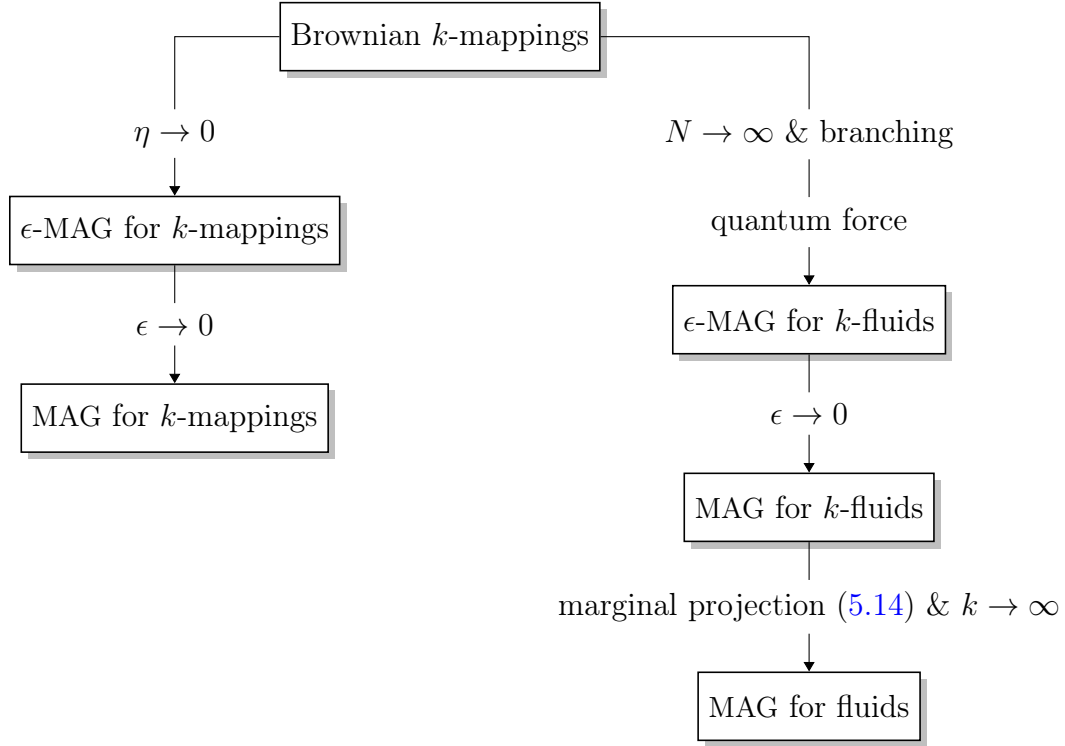 Brownian k-mappings
η → 0
N → ∞ & branching
ϵ-MAG for k-mappings
quantum force
ϵ → 0
ϵ-MAG for k-fluids
MAG for k-mappings
ϵ → 0
MAG for k-fluids
marginal projection (5.14) & k → ∞
MAG for fluids